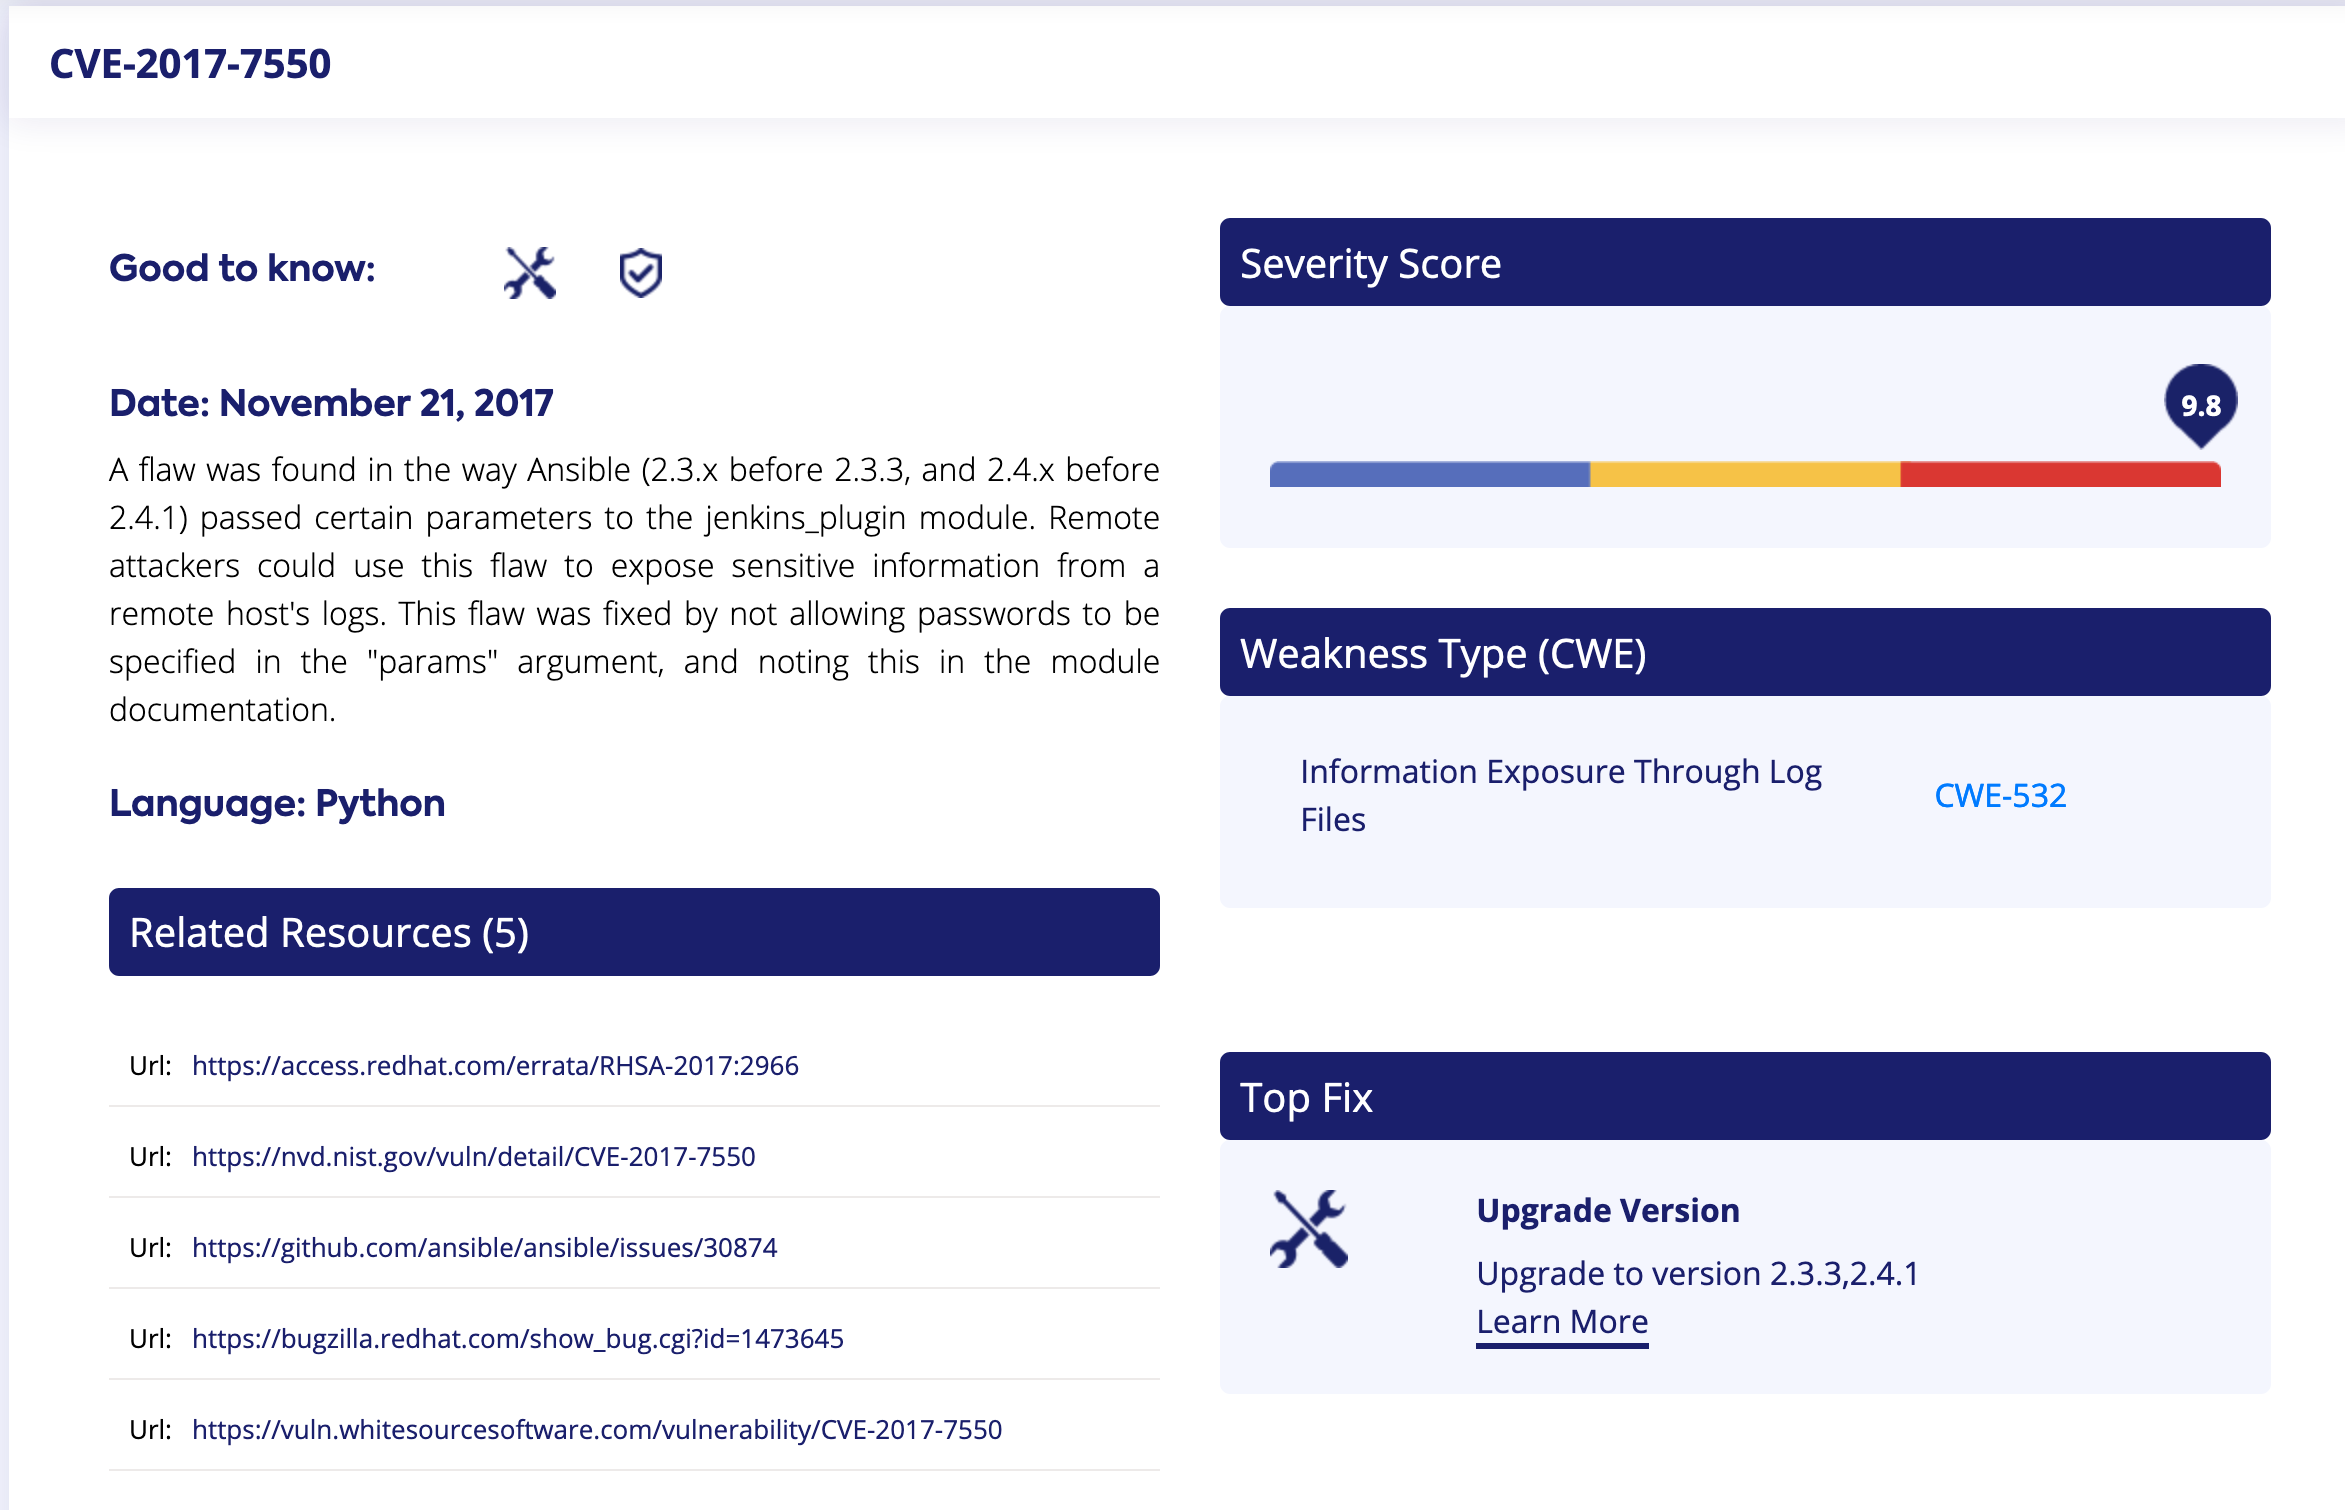 CVE-2017-7550
Good to know:
Date: November 21, 2017
A flaw was found in the way Ansible (2.3.x before 2.3.3, and 2.4.x before
2.4.1) passed certain parameters to the jenkins_plugin module. Remote
attackers could use this flaw to expose sensitive information from a
remote host's logs. This flaw was fixed by not allowing passwords to be
specified in the "params" argument, and noting this in the module
documentation.
Language: Python
Related Resources (5)
Url: https://access.redhat.com/errata/RHSA-2017:2966
Url: https://nvd.nist.gov/vuln/detail/CVE-2017-7550
Url: https://github.com/ansible/ansible/issues/30874
Url: https://bugzilla.redhat.com/show_bug.cgi?id=1473645
Url: https://vuln.whitesourcesoftware.com/vulnerability/CVE-2017-7550
Severity Score
9.8
Weakness Type (CWE)
Information Exposure Through Log
Files
CWE-532
Top Fix
Upgrade Version
Upgrade to version 2.3.3,2.4.1
Learn More